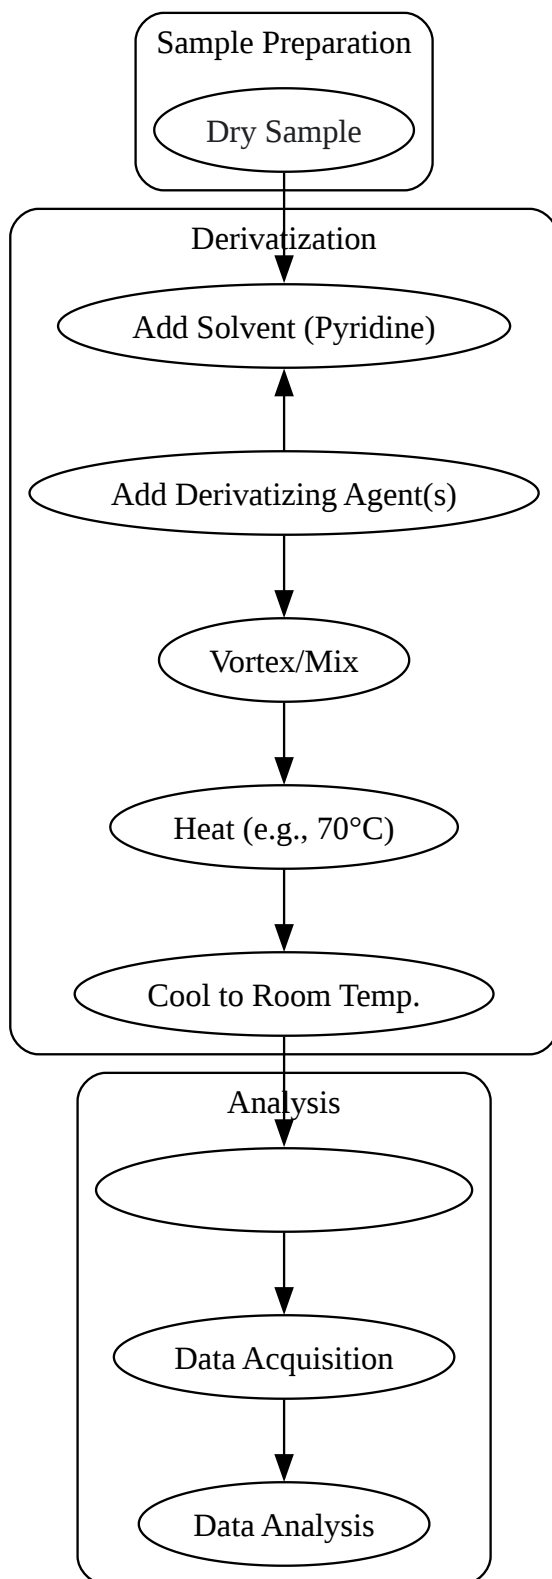 Sample Preparation
Dry Sample
Derivatization
Add Solvent (Pyridine)
Add Derivatizing Agent(s)
Vortex/Mix
Heat (e.g., 70°C)
Cool to Room Temp.
Analysis
Data Acquisition
Data Analysis